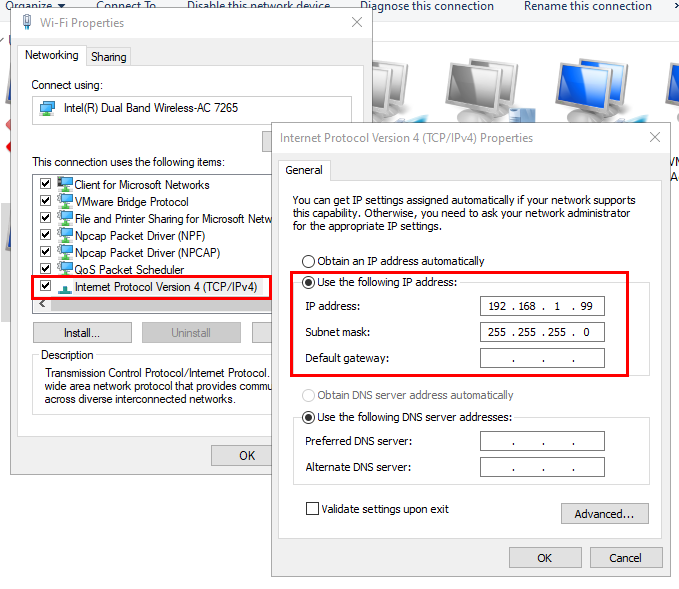 Organize Connect To Disable this network device Diagnose this connection Rename this connection
Wi-Fi Properties
Networking Sharing
Connect using:
Intel(R) Dual Band Wireless-AC 7265
This connection uses the following items:
Client for Microsoft Networks
VMware Bridge Protocol
File and Printer Sharing for Microsoft Netw
Npcap Packet Driver (NPF)
Npcap Packet Driver (NPCAP)
QoS Packet Scheduler
Internet Protocol Version 4 (TCP/IPv4)
Install... Uninstall
Description
Transmission Control Protocol/Internet Protocol.
wide area network protocol that provides commu
across diverse interconnected networks.
OK
Internet Protocol Version 4 (TCP/IPv4) Properties
General
You can get IP settings assigned automatically if your network supports
this capability. Otherwise, you need to ask your network administrator
for the appropriate IP settings.
Obtain an IP address automatically
Use the following IP address:
IP address: 192 . 168 . 1 . 99
Subnet mask: 255 . 255 . 255 . 0
Default gateway: . . .
Obtain DNS server address automatically
Use the following DNS server addresses:
Preferred DNS server: . . .
Alternate DNS server: . . .
Validate settings upon exit
Advanced...
OK Cancel